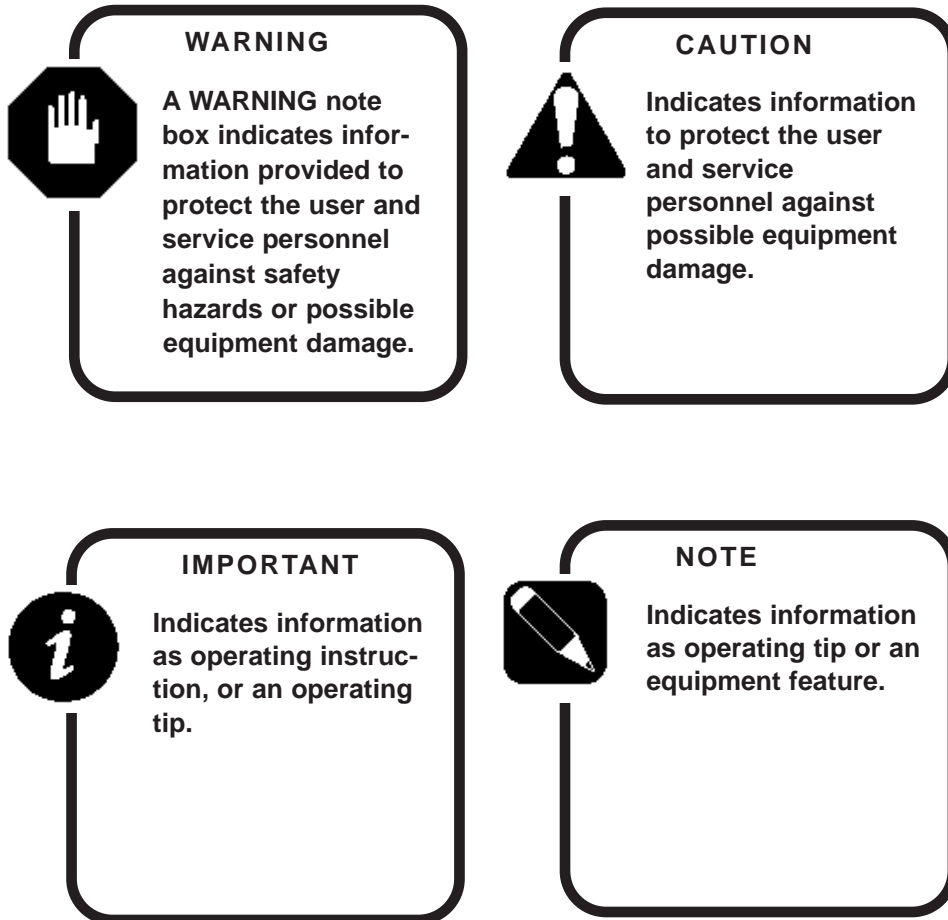 WARNING
A WARNING note
box indicates infor-
mation provided to
protect the user and
service personnel
against safety
hazards or possible
equipment damage.
CAUTION
Indicates information
to protect the user
and service
personnel against
possible equipment
damage.
IMPORTANT
Indicates information
as operating instruc-
tion, or an operating
tip.
NOTE
Indicates information
as operating tip or an
equipment feature.